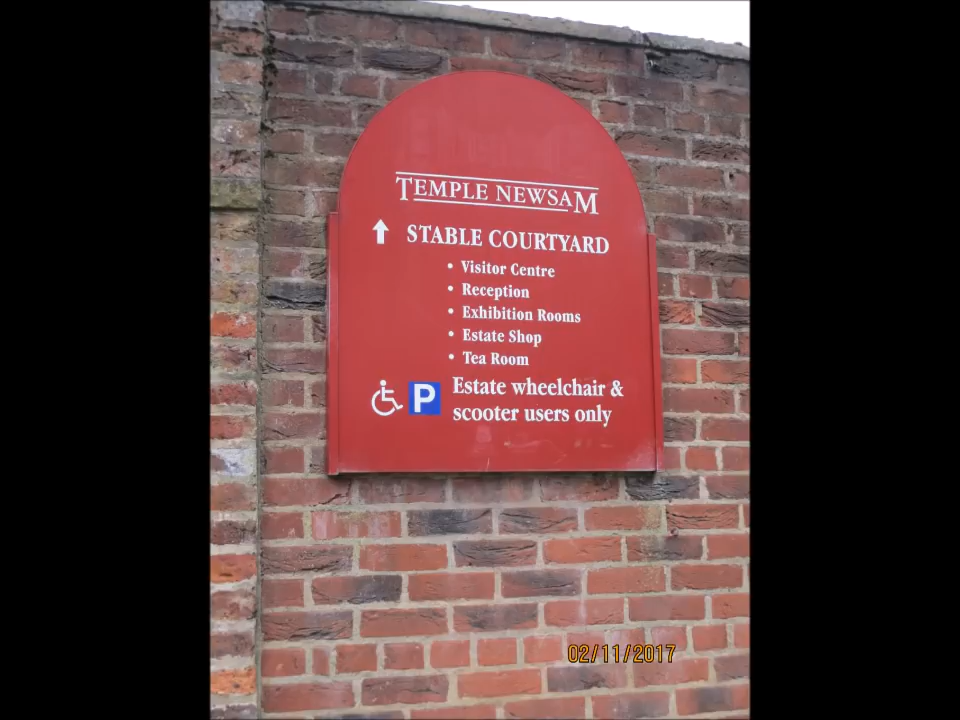 TEMPLE NEWSAM
STABLE COURTYARD
• Visitor Centre
• Reception
• Exhibition Rooms
• Estate Shop
• Tea Room
P Estate wheelchair &
scooter users only
02/11/2017